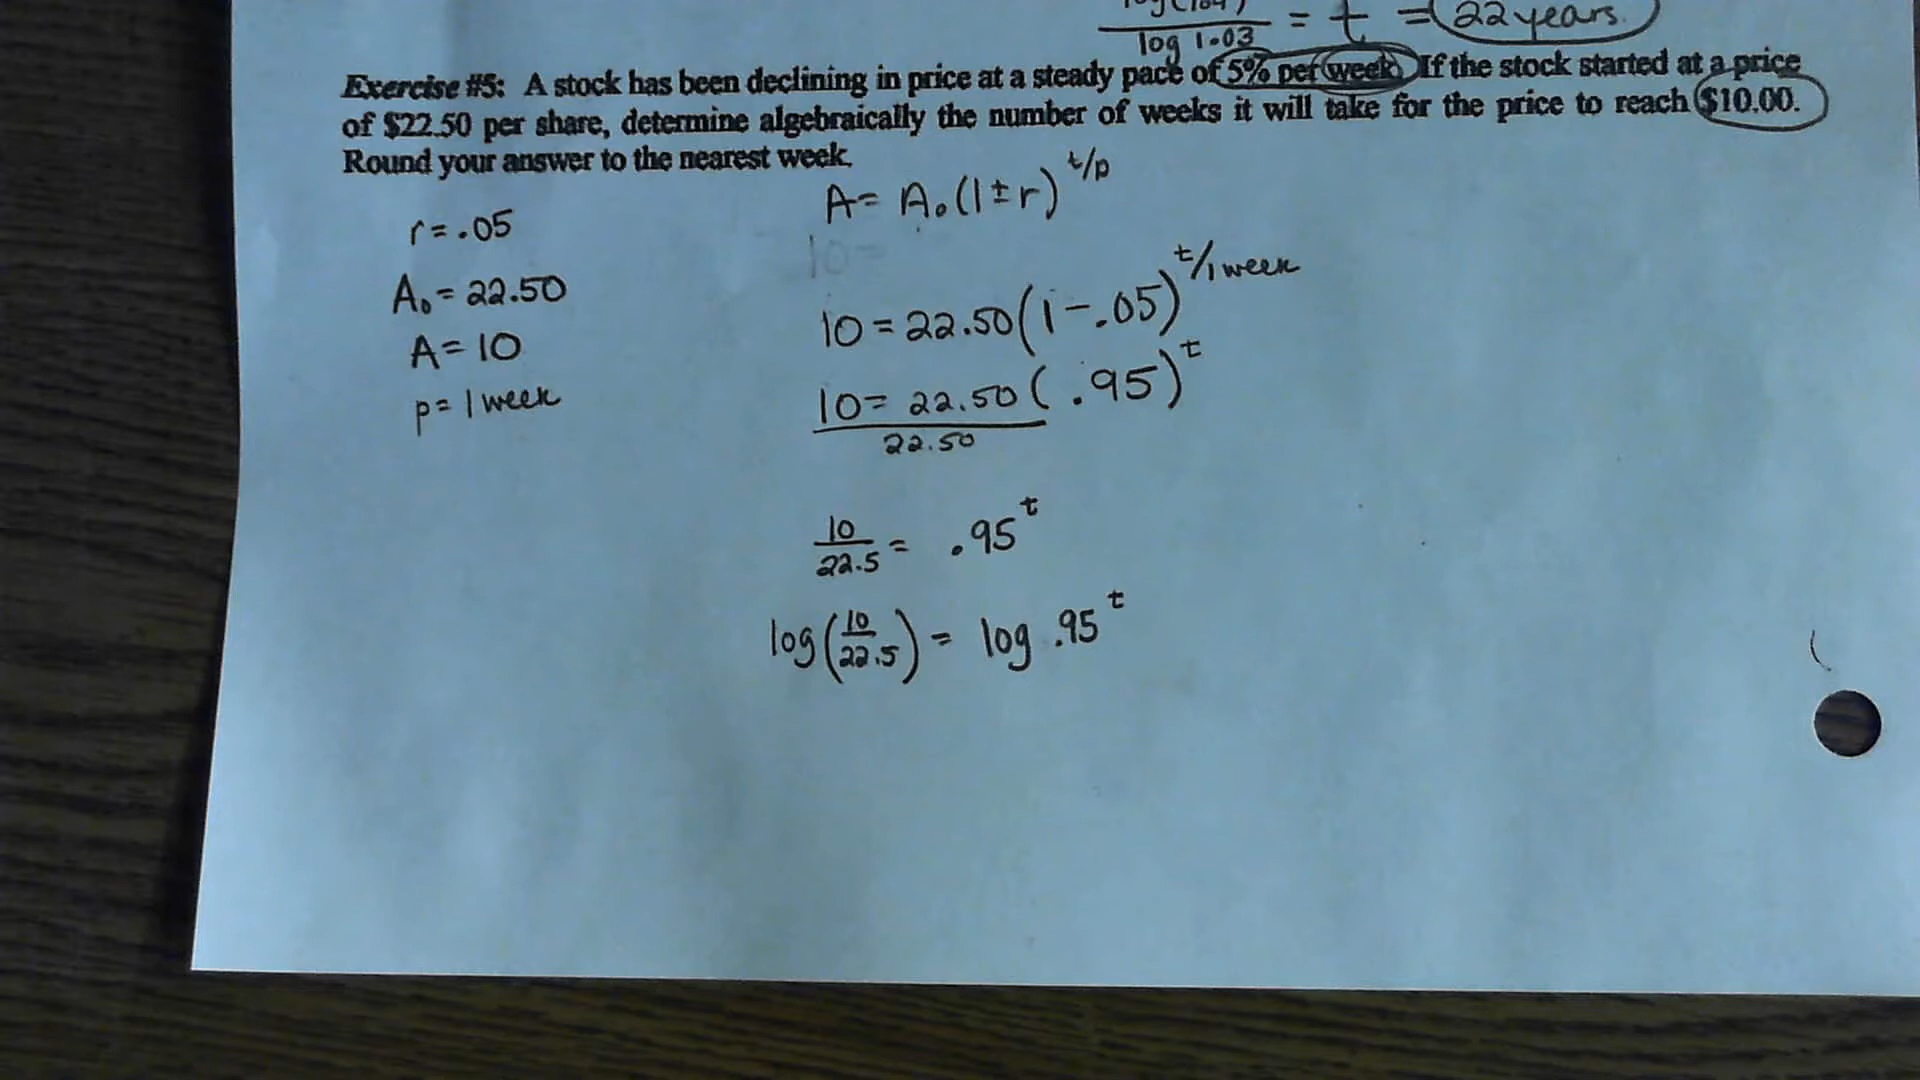 log 1.03 = t = 22 years.
Exercise #5: A stock has been declining in price at a steady pace of 5% per week. If the stock started at a price
of $22.50 per share, determine algebraically the number of weeks it will take for the price to reach $10.00.
Round your answer to the nearest week.
A = A₀(1±r)^t/p
r = .05
10=
A₀ = 22.50
A = 10
p = 1 week
10 = 22.50(1-.05)^t/1 week
10 = 22.50(.95)^t
22.50
10/22.5 = .95^t
log(10/22.5) = log .95^t